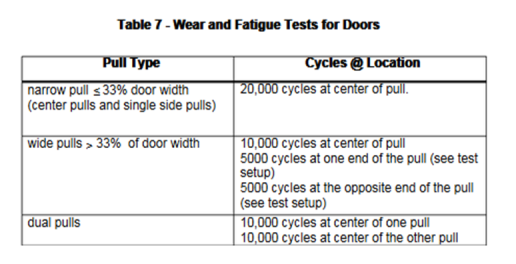 Table 7 - Wear and Fatigue Tests for Doors
Pull Type
Cycles @ Location
narrow pull ≤ 33% door width
(center pulls and single side pulls)
20,000 cycles at center of pull.
wide pulls > 33% of door width
10,000 cycles at center of pull
5000 cycles at one end of the pull (see test
setup)
5000 cycles at the opposite end of the pull
(see test setup)
dual pulls
10,000 cycles at center of one pull
10,000 cycles at center of the other pull